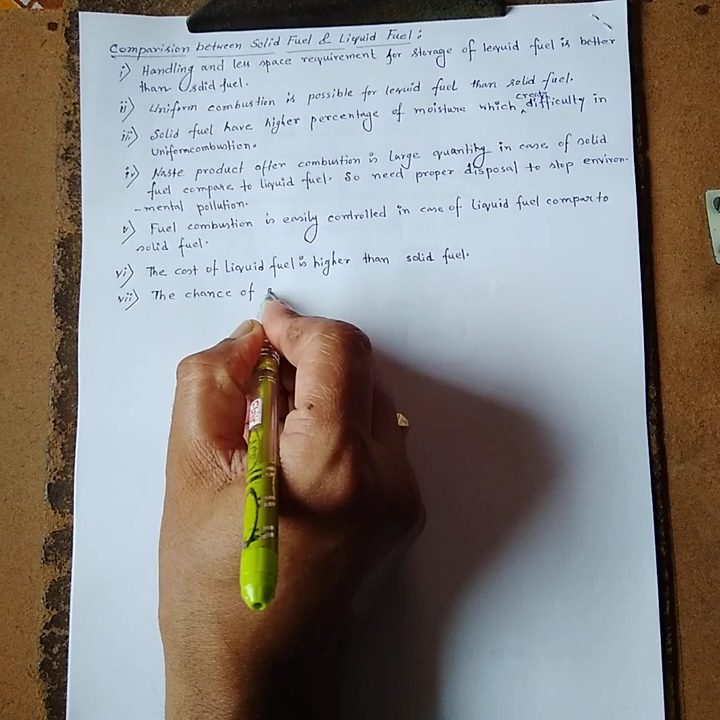 Comparision between Solid Fuel & Liquid Fuel:
i) Handling and less space requirement for storage of lequid fuel is better
than solid fuel.
ii) Uniform combustion is possible for lequid fuel than solid fuel.
iii) Solid fuel have higher percentage of moisture which create difficulty in
Uniformcombustion.
iv) Waste product after combustion is large quantity in case of solid
fuel compare to liquid fuel. So need proper disposal to stop environ-
-mental pollution.
v) Fuel combustion is easily controlled in case of Liquid fuel compar to
solid fuel.
vi) The cost of liquid fuel is higher than solid fuel.
vii) The chance of